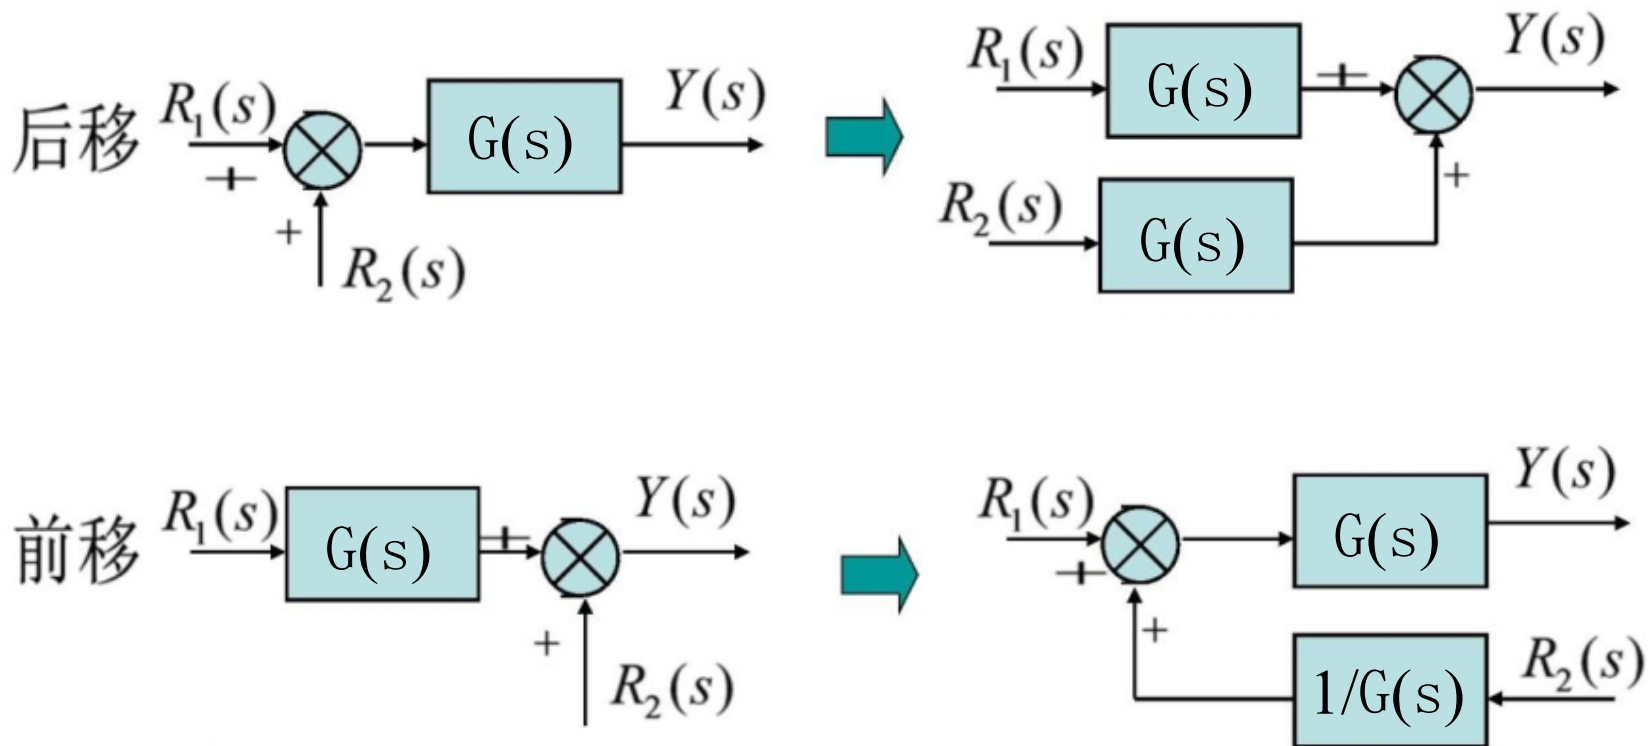 后移 R₁(s) + + R₂(s) G(s) Y(s)
R₁(s) G(s) + Y(s)
R₂(s) G(s) +
前移 R₁(s) G(s) + + R₂(s) Y(s)
R₁(s) + + G(s) Y(s)
1/G(s) R₂(s)